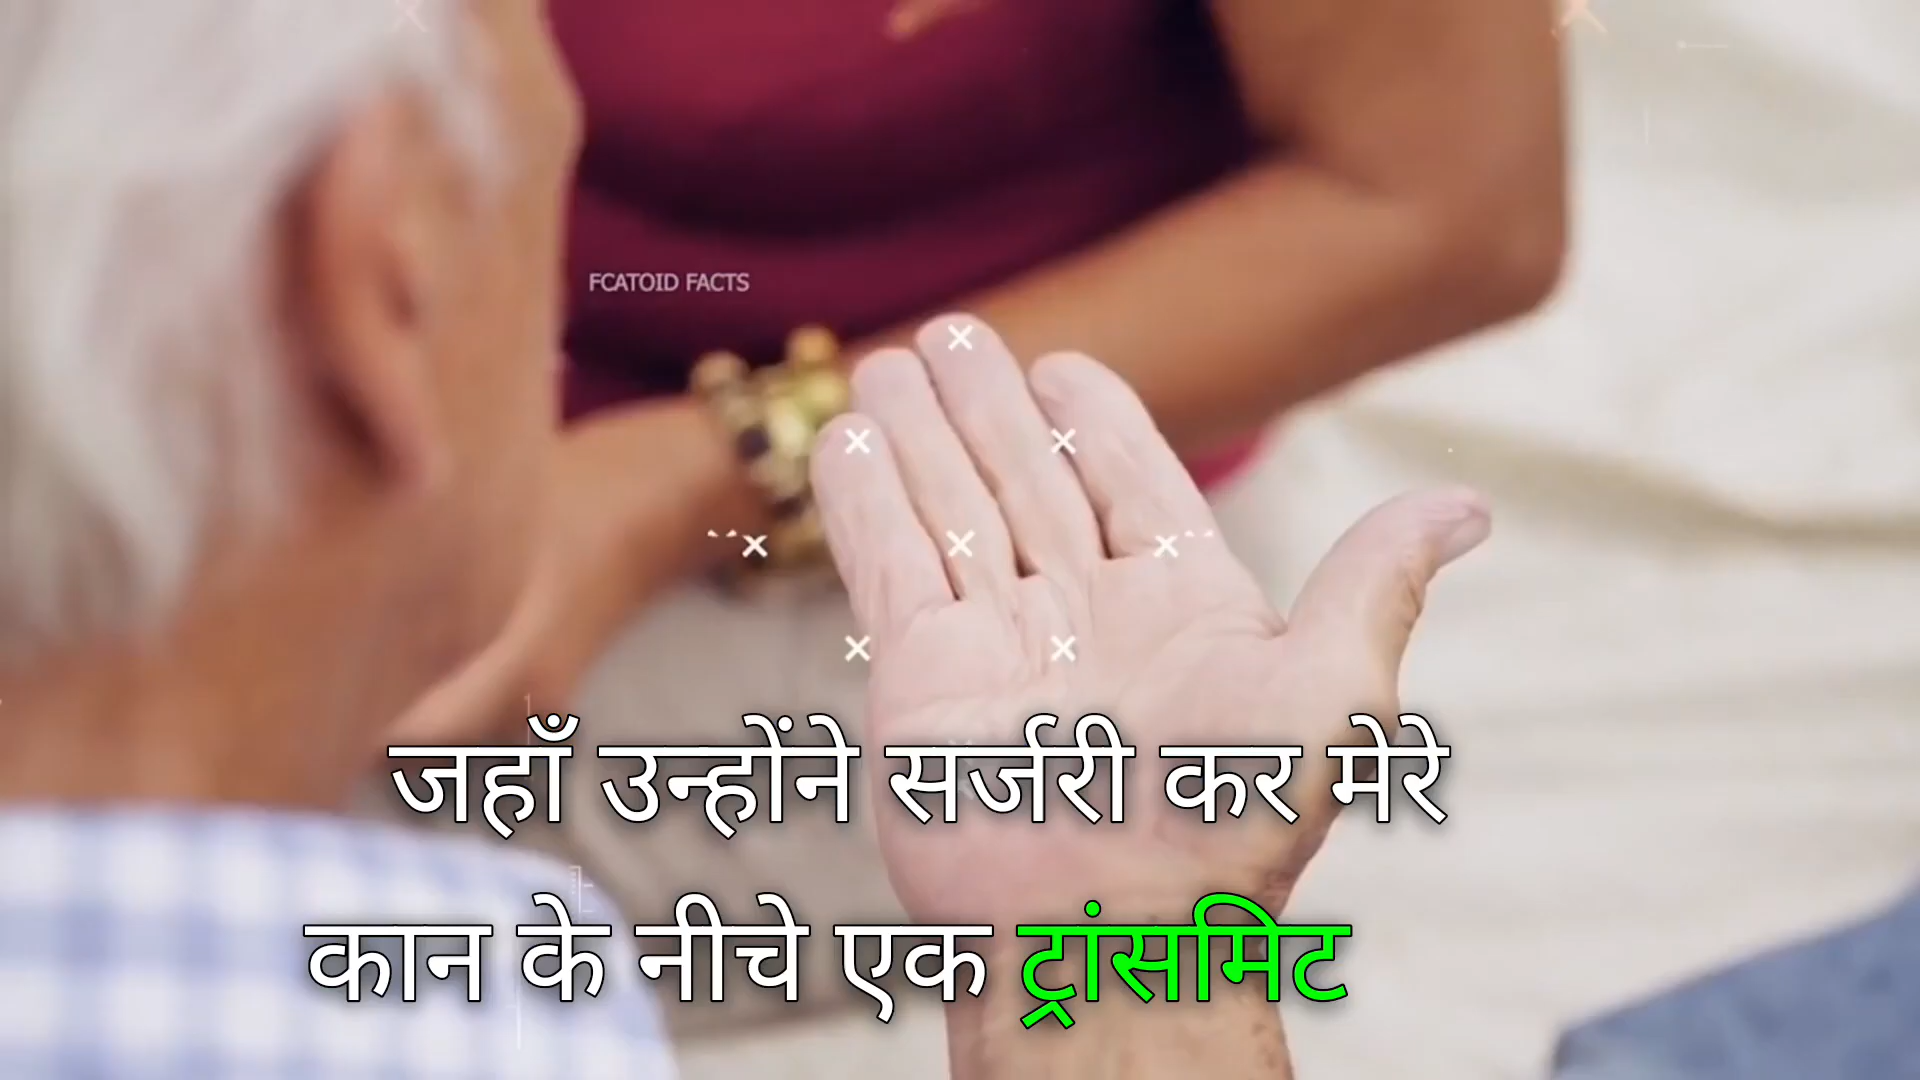 FCATOID FACTS
जहाँ उन्होंने सर्जरी कर मेरे
कान के नीचे एक ट्रांसमिट